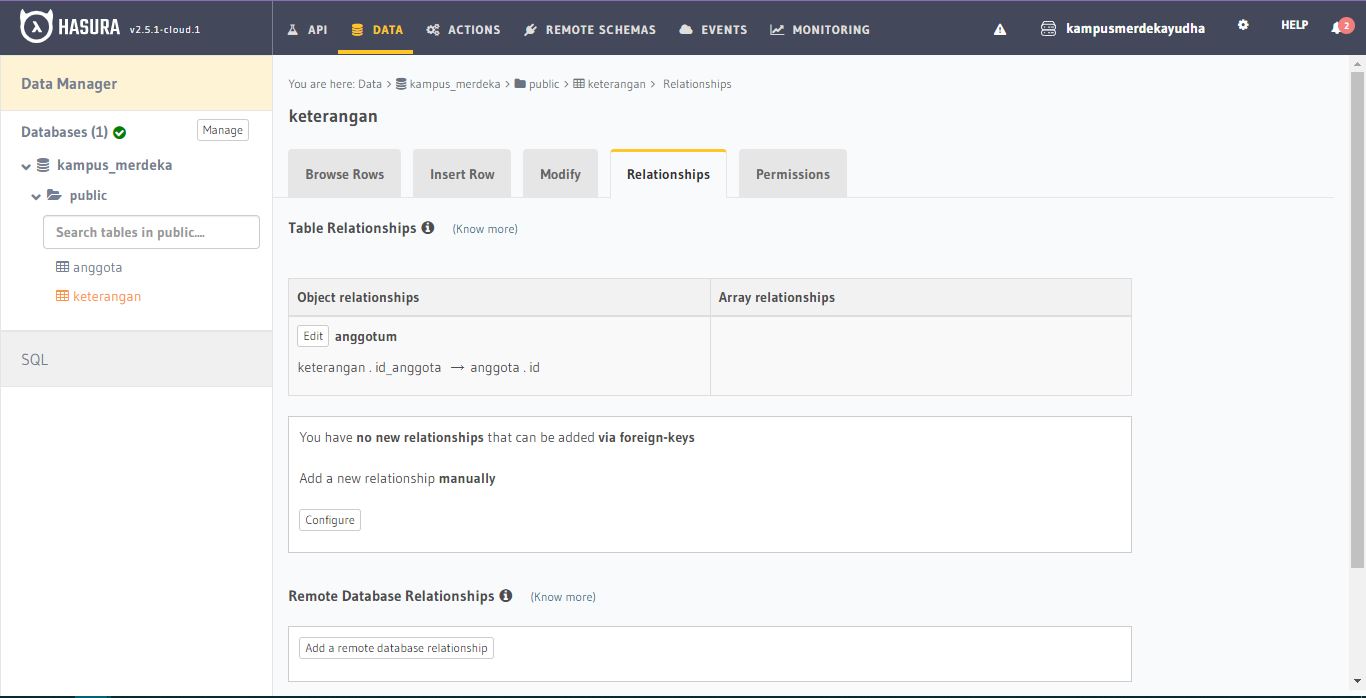 HASURA v2.5.1-cloud.1 API DATA ACTIONS REMOTE SCHEMAS EVENTS MONITORING kampusmerdekayudha HELP 2
Data Manager
Databases (1) Manage
kampus_merdeka
public
Search tables in public....
anggota
keterangan
SQL
You are here: Data > kampus_merdeka > public > keterangan > Relationships
keterangan
Browse Rows Insert Row Modify Relationships Permissions
Table Relationships (Know more)
Object relationships Array relationships
Edit anggotum
keterangan . id_anggota → anggota . id
You have no new relationships that can be added via foreign-keys
Add a new relationship manually
Configure
Remote Database Relationships (Know more)
Add a remote database relationship